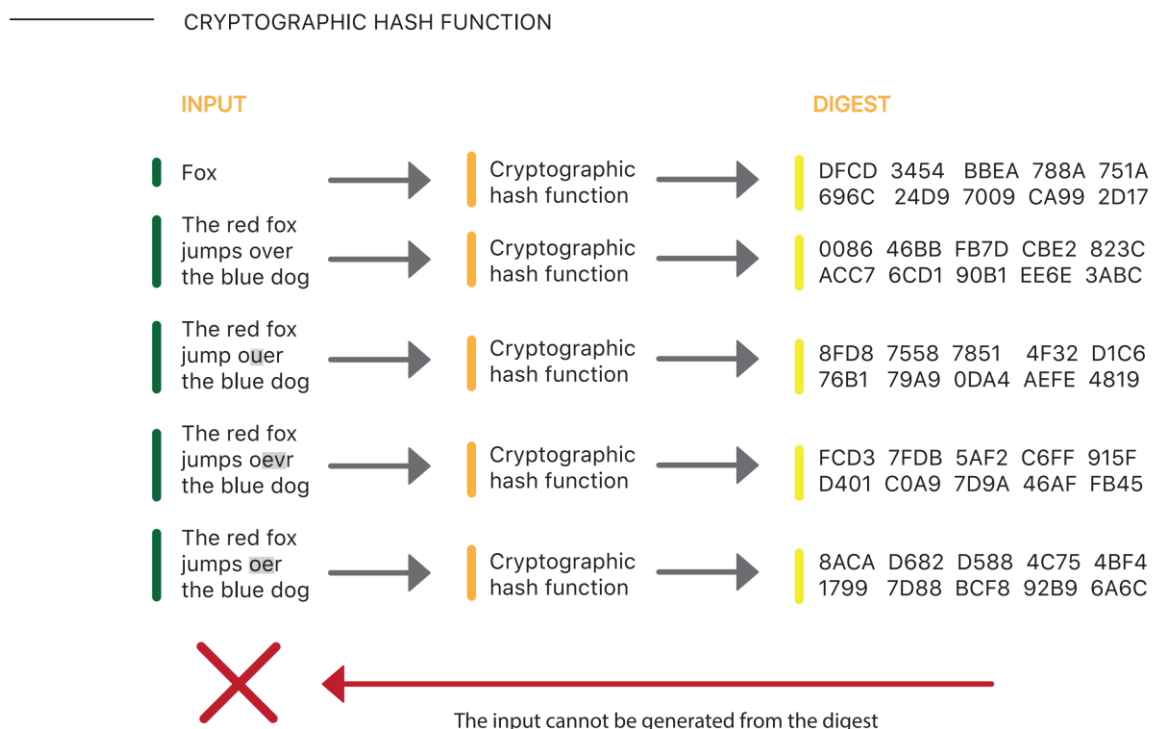 CRYPTOGRAPHIC HASH FUNCTION
INPUT
DIGEST
Fox
Cryptographic
hash function
DFCD 3454 BBEA 788A 751A
696C 24D9 7009 CA99 2D17
The red fox
jumps over
the blue dog
Cryptographic
hash function
0086 46BB FB7D CBE2 823C
ACC7 6CD1 90B1 EE6E 3ABC
The red fox
jump ouer
the blue dog
Cryptographic
hash function
8FD8 7558 7851 4F32 D1C6
76B1 79A9 0DA4 AEFE 4819
The red fox
jumps oevr
the blue dog
Cryptographic
hash function
FCD3 7FDB 5AF2 C6FF 915F
D401 C0A9 7D9A 46AF FB45
The red fox
jumps oer
the blue dog
Cryptographic
hash function
8ACA D682 D588 4C75 4BF4
1799 7D88 BCF8 92B9 6A6C
The input cannot be generated from the digest